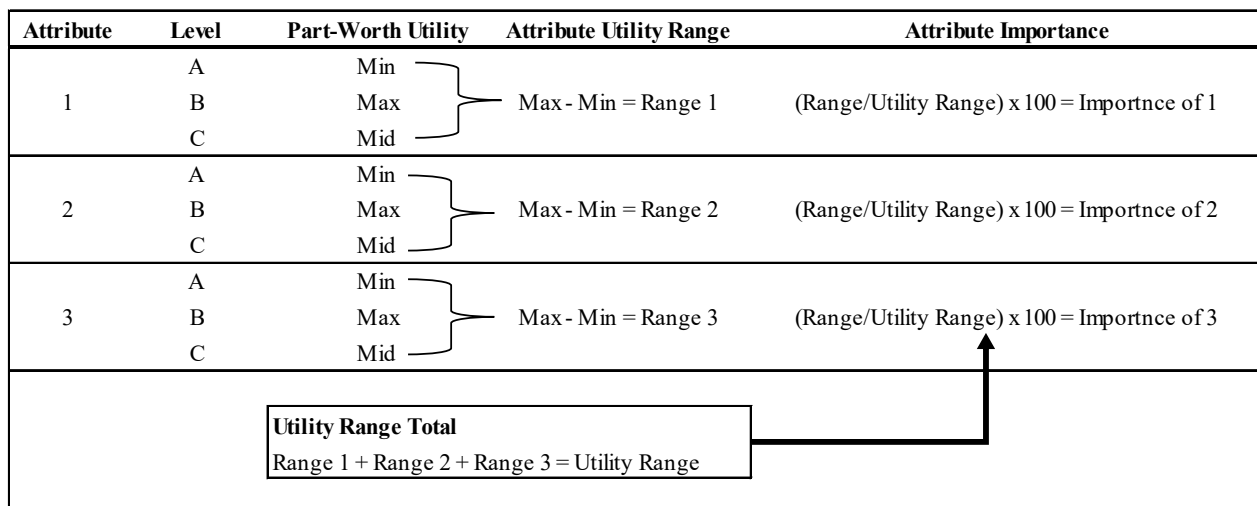 Attribute Level Part-Worth Utility Attribute Utility Range Attribute Importance
A Min
1 B Max Max - Min = Range 1 (Range/Utility Range) x 100 = Importnce of 1
C Mid
A Min
2 B Max Max - Min = Range 2 (Range/Utility Range) x 100 = Importnce of 2
C Mid
A Min
3 B Max Max - Min = Range 3 (Range/Utility Range) x 100 = Importnce of 3
C Mid
Utility Range Total
Range 1 + Range 2 + Range 3 = Utility Range